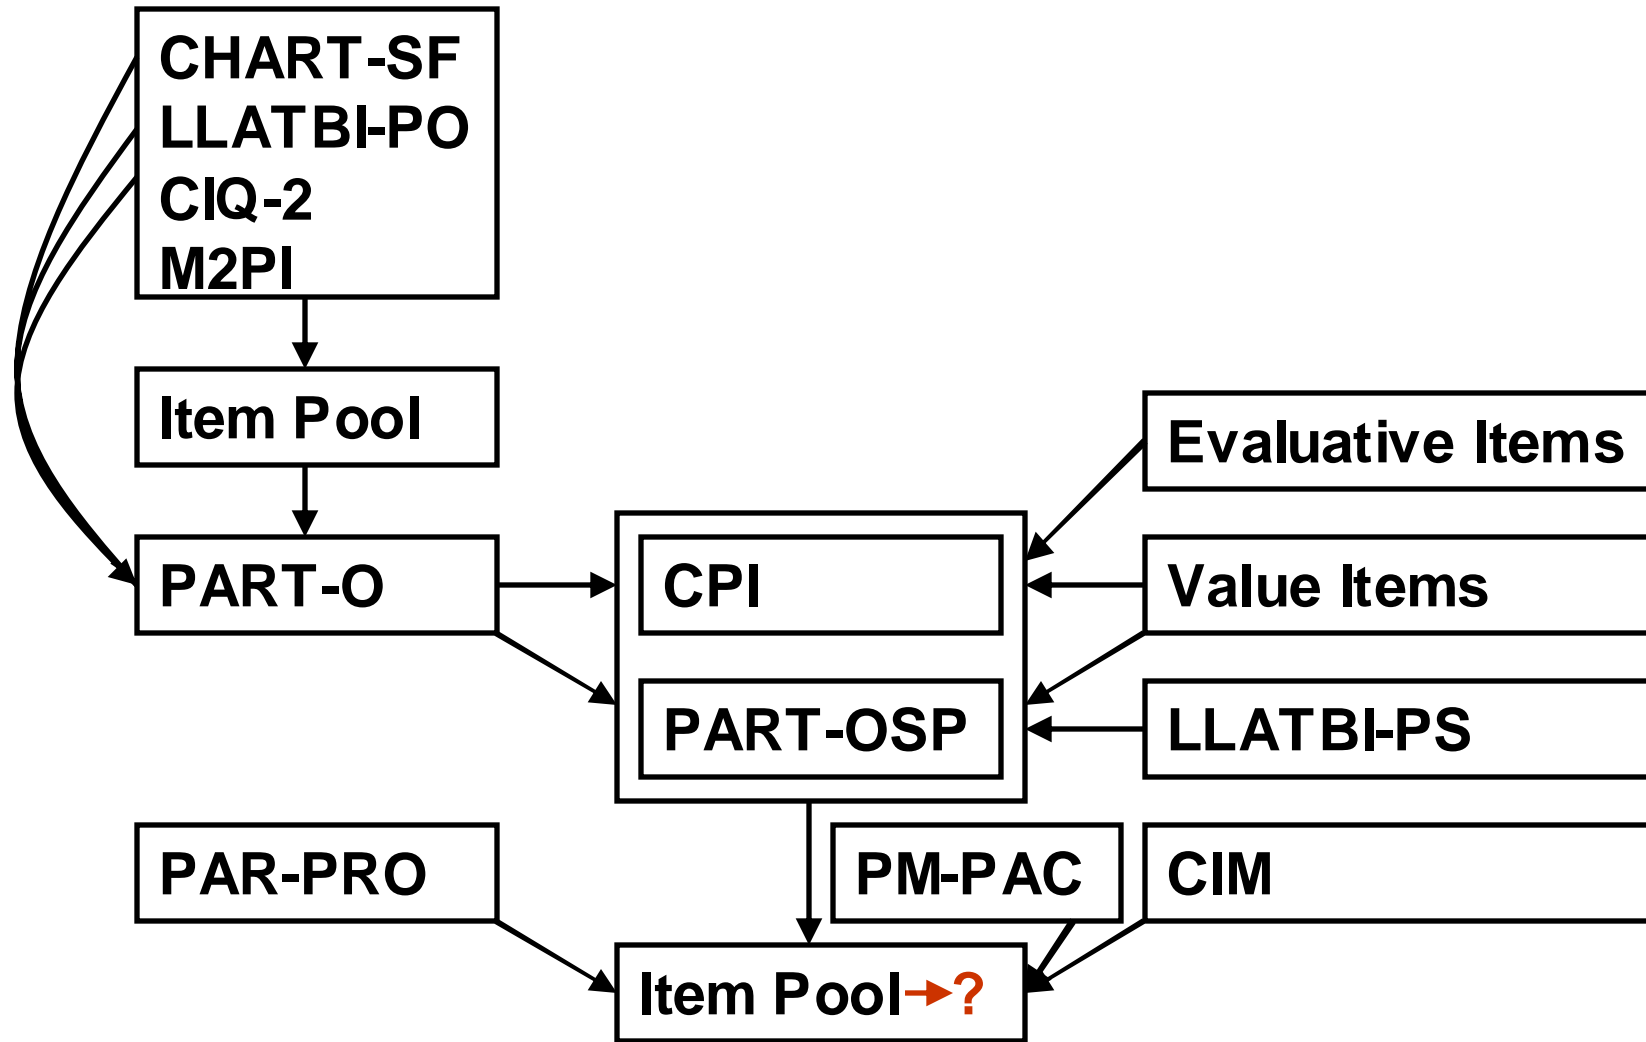 CHART-SF
LLATBI-PO
CIQ-2
M2PI
Item Pool
Evaluative Items
PART-O
CPI
Value Items
PART-OSP
LLATBI-PS
PAR-PRO
PM-PAC
CIM
Item Pool→?